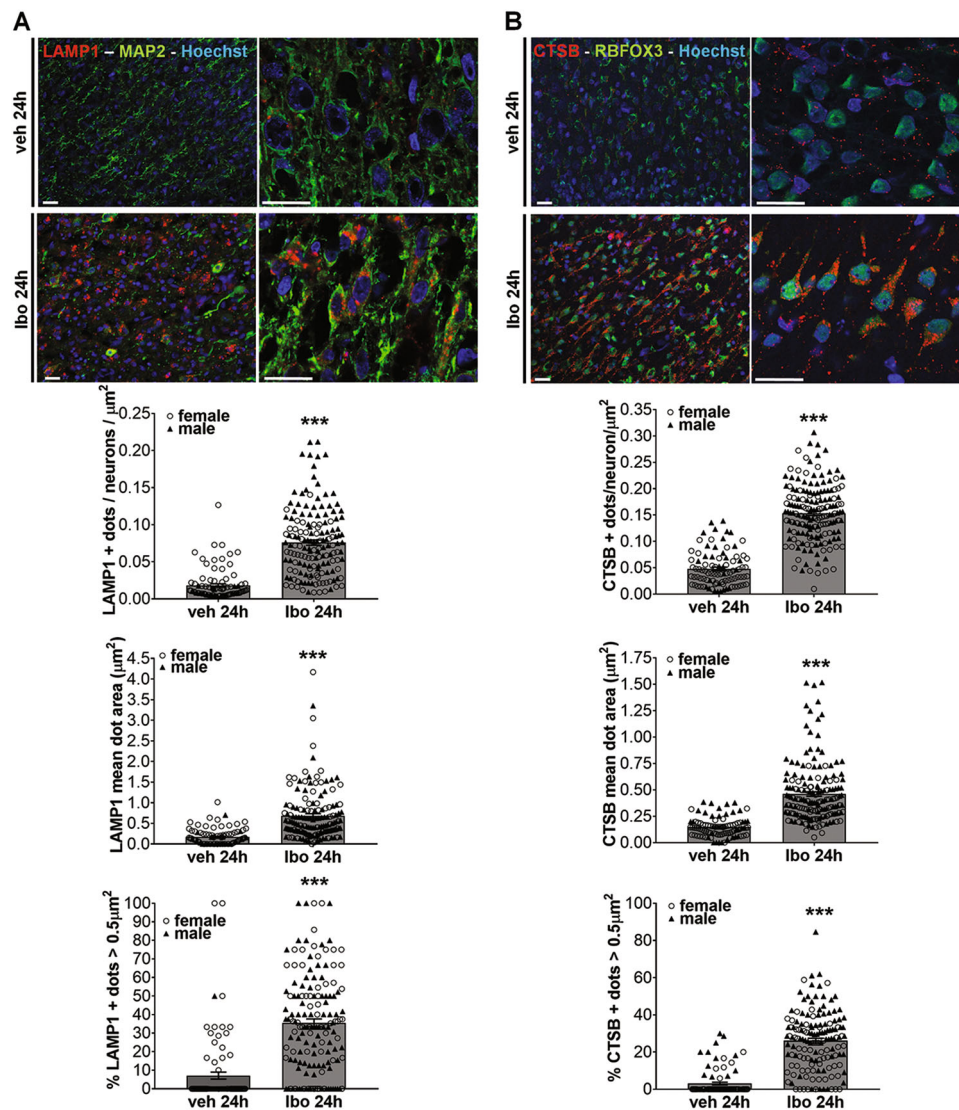 A
LAMP1 – MAP2 - Hoechst
veh 24h
Ibo 24h
LAMP1 + dots / neurons / µm²
0.25
0.20
0.15
0.10
0.05
0.00
female
male
***
veh 24h
Ibo 24h
LAMP1 mean dot area (µm²)
4.5
4.0
3.5
3.0
2.5
2.0
1.5
1.0
0.5
0.0
female
male
***
veh 24h
Ibo 24h
% LAMP1 + dots > 0.5µm²
100
90
80
70
60
50
40
30
20
10
0
female
male
***
veh 24h
Ibo 24h
B
CTSB - RBFOX3 - Hoechst
veh 24h
Ibo 24h
CTSB + dots/neuron/µm²
0.35
0.30
0.25
0.20
0.15
0.10
0.05
0.00
female
male
***
veh 24h
Ibo 24h
CTSB mean dot area (µm²)
1.75
1.50
1.25
1.00
0.75
0.50
0.25
0.00
female
male
***
veh 24h
Ibo 24h
% CTSB + dots > 0.5µm²
100
80
60
40
20
0
female
male
***
veh 24h
Ibo 24h